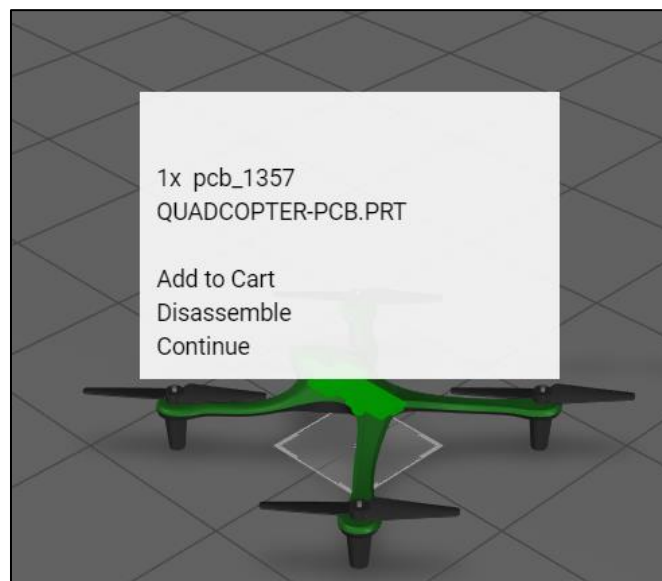 1x pcb_1357
QUADCOPTER-PCB.PRT
Add to Cart
Disassemble
Continue